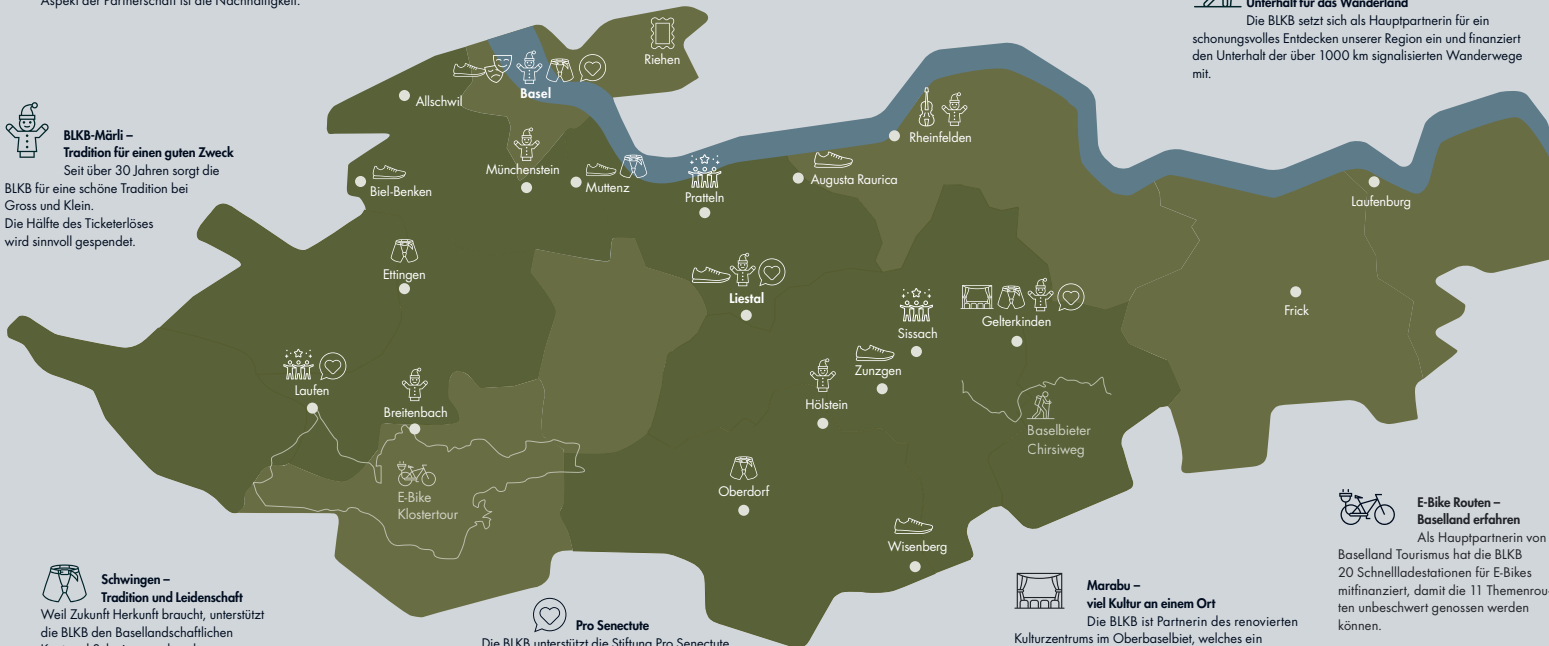 Aspekt der Partnerschaft ist die Nachhaltigkeit.
Unterhalt für das Wanderland
Die BLKB setzt sich als Hauptpartnerin für ein
schonungsvolles Entdecken unserer Region ein und finanziert
den Unterhalt der über 1000 km signalisierten Wanderwege
mit.
BLKB-Märli –
Tradition für einen guten Zweck
Seit über 30 Jahren sorgt die
BLKB für eine schöne Tradition bei
Gross und Klein.
Die Hälfte des Ticketerlöses
wird sinnvoll gespendet.
Riehen
Basel
Allschwil
Rheinfelden
Münchenstein
Biel-Benken
Muttenz
Pratteln
Augusta Raurica
Laufenburg
Ettingen
Liestal
Gelterkinden
Sissach
Frick
Zunzgen
Laufen
Hölstein
Breitenbach
Baselbieter
Chirsiweg
E-Bike
Klostertour
Oberdorf
Wisenberg
E-Bike Routen –
Baselland erfahren
Als Hauptpartnerin von
Baselland Tourismus hat die BLKB
20 Schnellladestationen für E-Bikes
mitfinanziert, damit die 11 Themenrou-
ten unbeschwert genossen werden
können.
Schwingen –
Tradition und Leidenschaft
Weil Zukunft Herkunft braucht, unterstützt
die BLKB den Basellandschaftlichen
Pro Senectute
Die BLKB unterstützt die Stiftung Pro Senectute
Marabu –
viel Kultur an einem Ort
Die BLKB ist Partnerin des renovierten
Kulturzentrums im Oberbaselbiet, welches ein